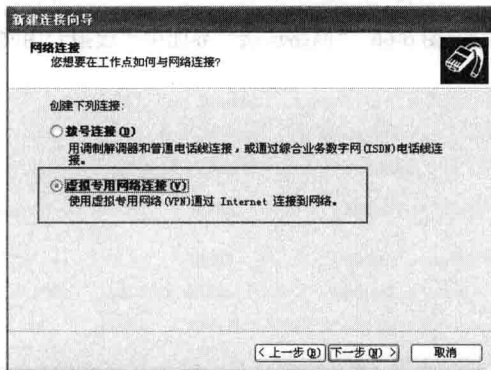 新建连接向导
网络连接
您想要在工作点如何与网络连接?
创建下列连接:
拨号连接(D)
用调制解调器和普通电话线连接，或通过综合业务数字网(ISDN)电话线连
接。
虚拟专用网络连接(V)
使用虚拟专用网络(VPN)通过 Internet 连接到网络。
<上一步(B) 下一步(N) > 取消